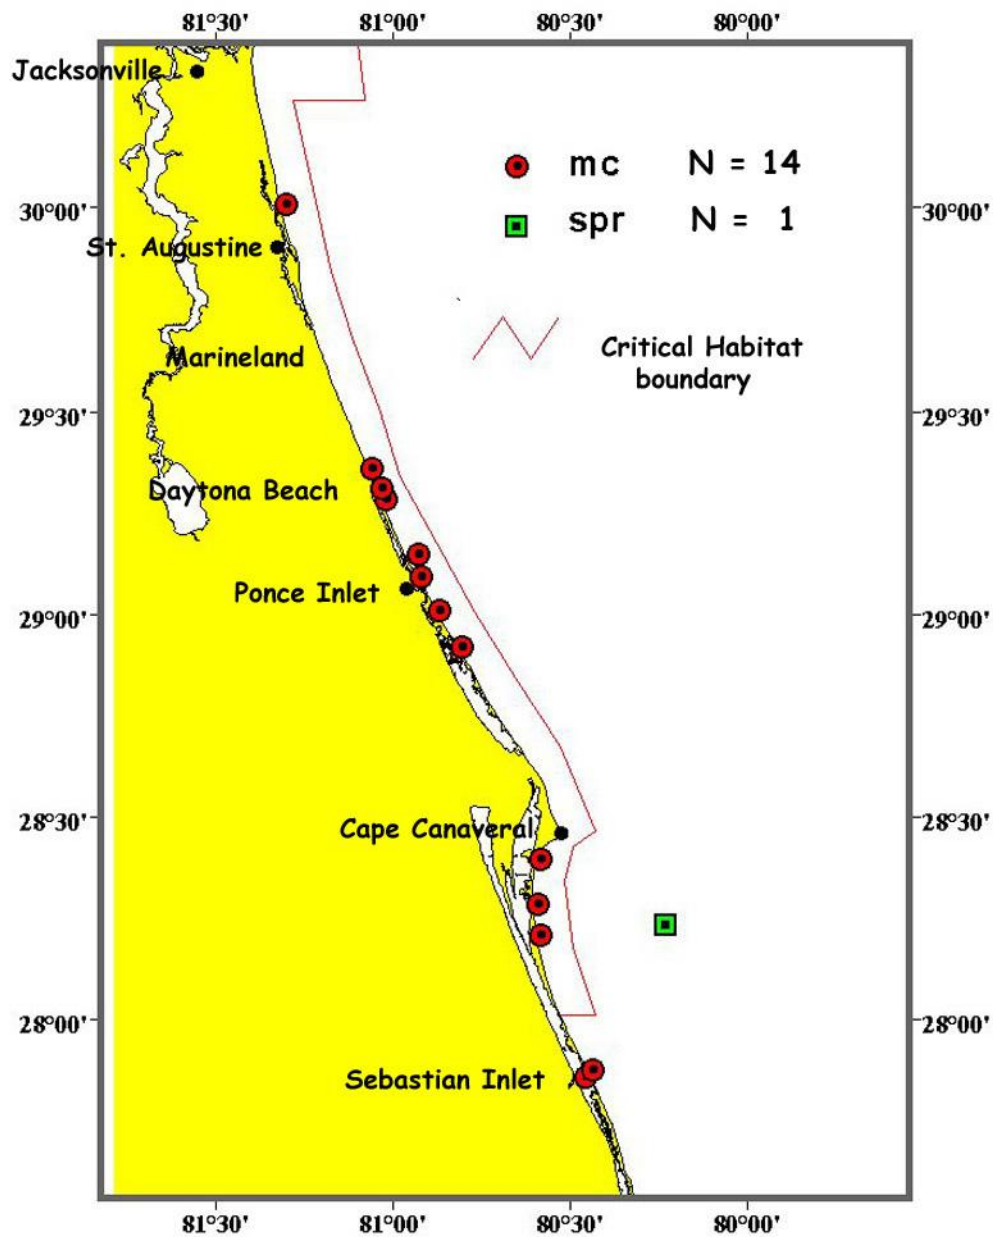 81°30' 81°00' 80°30' 80°00'
Jacksonville
mc N = 14
30°00' 30°00'
spr N = 1
St. Augustine
Marineland
Critical Habitat
boundary
29°30' 29°30'
Daytona Beach
Ponce Inlet
29°00' 29°00'
28°30' 28°30'
Cape Canaveral
28°00' 28°00'
Sebastian Inlet
81°30' 81°00' 80°30' 80°00'